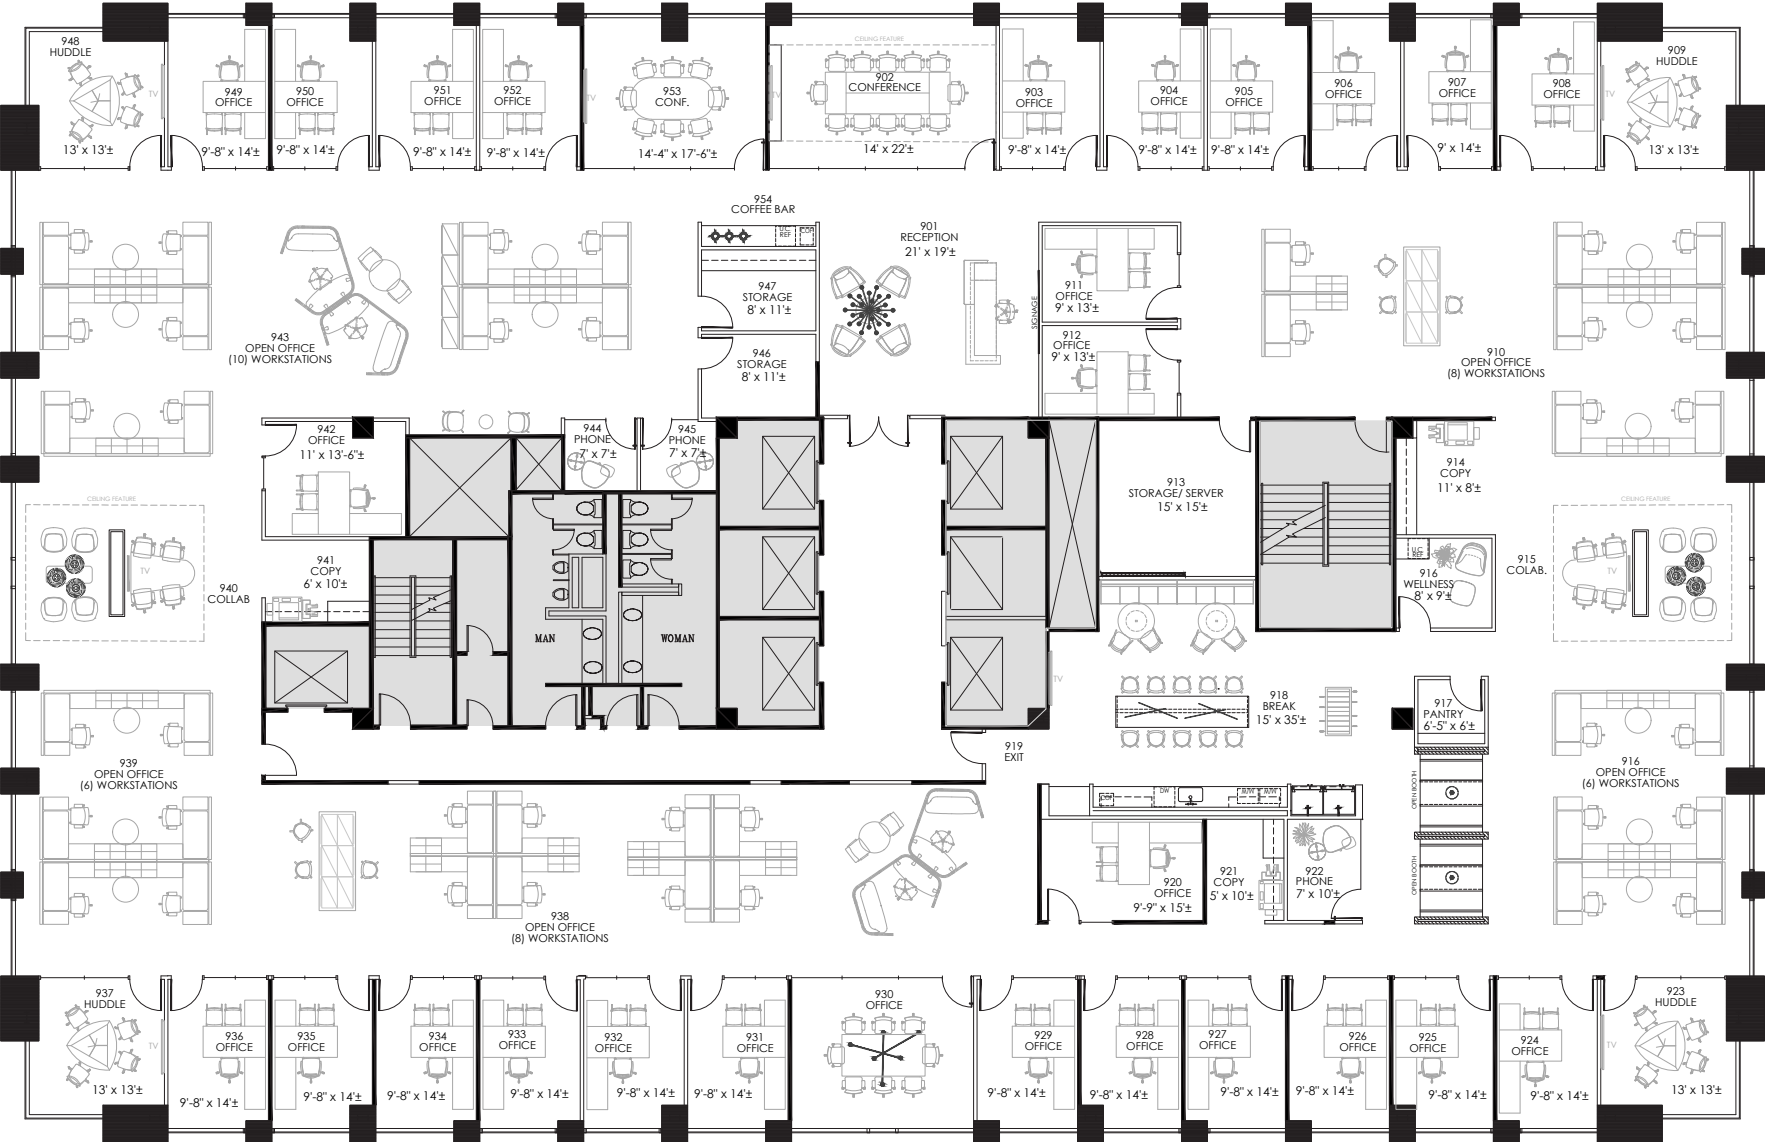 948
HUDDLE
TV
13' x 13'±
949
OFFICE
9'-8" x 14'±
950
OFFICE
9'-8" x 14'±
951
OFFICE
9'-8" x 14'±
952
OFFICE
9'-8" x 14'±
TV
953
CONF.
14'-4" x 17'-6"±
CEILING FEATURE
TV
902
CONFERENCE
14' x 22'±
903
OFFICE
9'-8" x 14'±
904
OFFICE
9'-8" x 14'±
905
OFFICE
9'-8" x 14'±
906
OFFICE
907
OFFICE
9' x 14'±
908
OFFICE
TV
909
HUDDLE
13' x 13'±
954
COFFEE BAR
U/C
REF
COF
901
RECEPTION
21' x 19'±
SIGNAGE
947
STORAGE
8' x 11'±
946
STORAGE
8' x 11'±
911
OFFICE
9' x 13'±
912
OFFICE
9' x 13'±
943
OPEN OFFICE
(10) WORKSTATIONS
910
OPEN OFFICE
(8) WORKSTATIONS
942
OFFICE
11' x 13'-6"±
944
PHONE
7' x 7'±
945
PHONE
7' x 7'±
913
STORAGE/ SERVER
15' x 15'±
914
COPY
11' x 8'±
CEILING FEATURE
TV
940
COLLAB
941
COPY
6' x 10'±
MAN
WOMAN
U/C
REF
916
WELLNESS
8' x 9'±
915
COLAB.
CEILING FEATURE
TV
TV
918
BREAK
15' x 35'±
917
PANTRY
6'-5" x 6'±
919
EXIT
939
OPEN OFFICE
(6) WORKSTATIONS
916
OPEN OFFICE
(6) WORKSTATIONS
OPEN BOOTH
OPEN BOOTH
COF
DW
M/W
M/W
920
OFFICE
9'-9" x 15'±
921
COPY
5' x 10'±
922
PHONE
7' x 10'±
938
OPEN OFFICE
(8) WORKSTATIONS
937
HUDDLE
TV
13' x 13'±
936
OFFICE
9'-8" x 14'±
935
OFFICE
9'-8" x 14'±
934
OFFICE
9'-8" x 14'±
933
OFFICE
9'-8" x 14'±
932
OFFICE
9'-8" x 14'±
931
OFFICE
9'-8" x 14'±
930
OFFICE
929
OFFICE
9'-8" x 14'±
928
OFFICE
9'-8" x 14'±
927
OFFICE
9'-8" x 14'±
926
OFFICE
9'-8" x 14'±
925
OFFICE
9'-8" x 14'±
924
OFFICE
9'-8" x 14'±
TV
923
HUDDLE
13' x 13'±